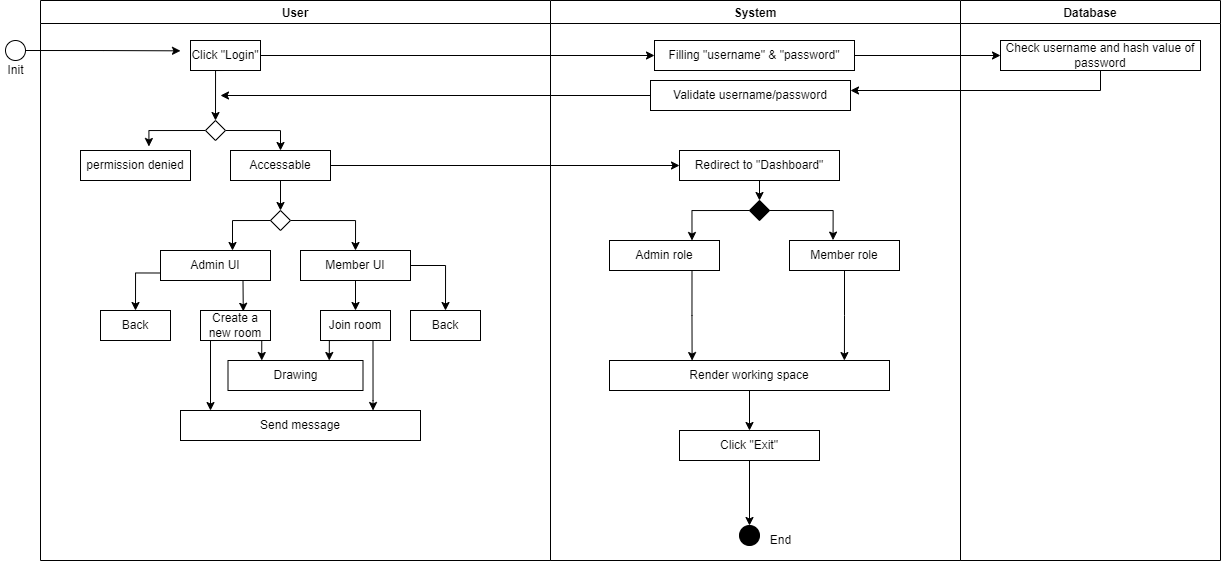 User
System
Database
Init
Click "Login"
Filling "username" & "password"
Check username and hash value of
password
Validate username/password
permission denied
Accessable
Redirect to "Dashboard"
Admin UI
Member UI
Admin role
Member role
Back
Create a
new room
Join room
Back
Drawing
Render working space
Send message
Click "Exit"
End